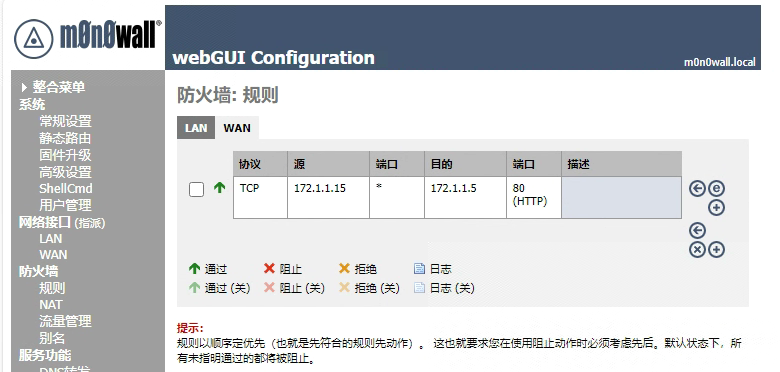 m0n0wall®
webGUI Configuration
m0n0wall.local
整合菜单
系统
常规设置
静态路由
固件升级
高级设置
ShellCmd
用户管理
网络接口 (指派)
LAN
WAN
防火墙
规则
NAT
流量管理
别名
服务功能
DNS转发
防火墙: 规则
LAN WAN
协议 源 端口 目的 端口 描述
TCP 172.1.1.15 * 172.1.1.5 80
(HTTP)
通过 阻止 拒绝 日志
通过 (关) 阻止 (关) 拒绝 (关) 日志 (关)
提示:
规则以顺序定优先（也就是先符合的规则先动作）。 这也就要求您在使用阻止动作时必须考虑先后。默认状态下，所
有未指明通过的都将被阻止。